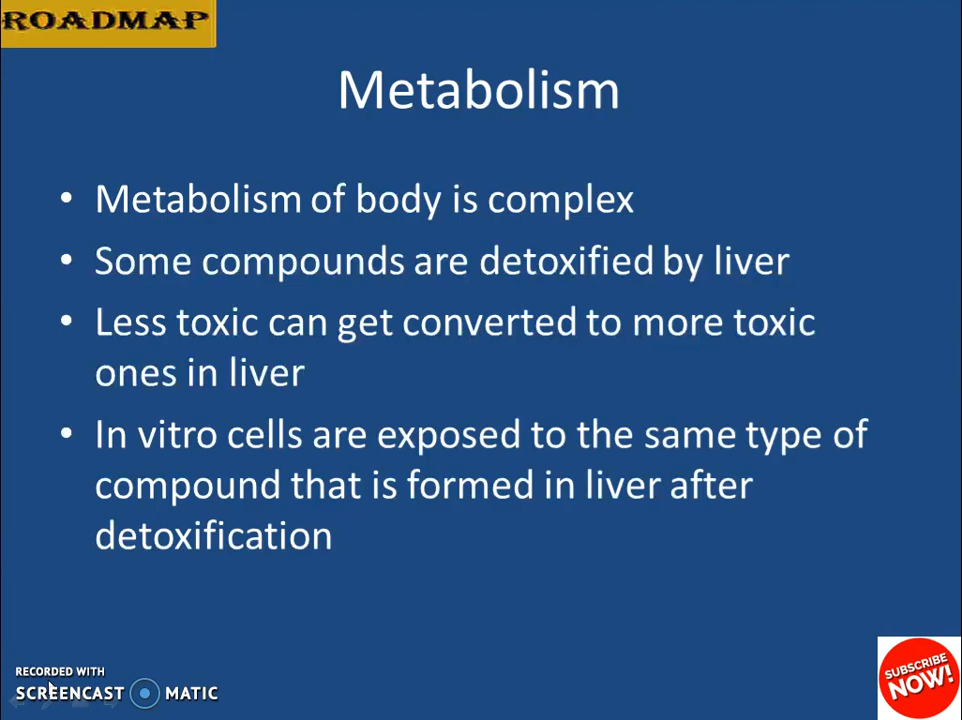 ROADMAP
Metabolism
• Metabolism of body is complex
• Some compounds are detoxified by liver
• Less toxic can get converted to more toxic
ones in liver
• In vitro cells are exposed to the same type of
compound that is formed in liver after
detoxification
RECORDED WITH
SCREENCAST MATIC
SUBSCRIBE
NOW!